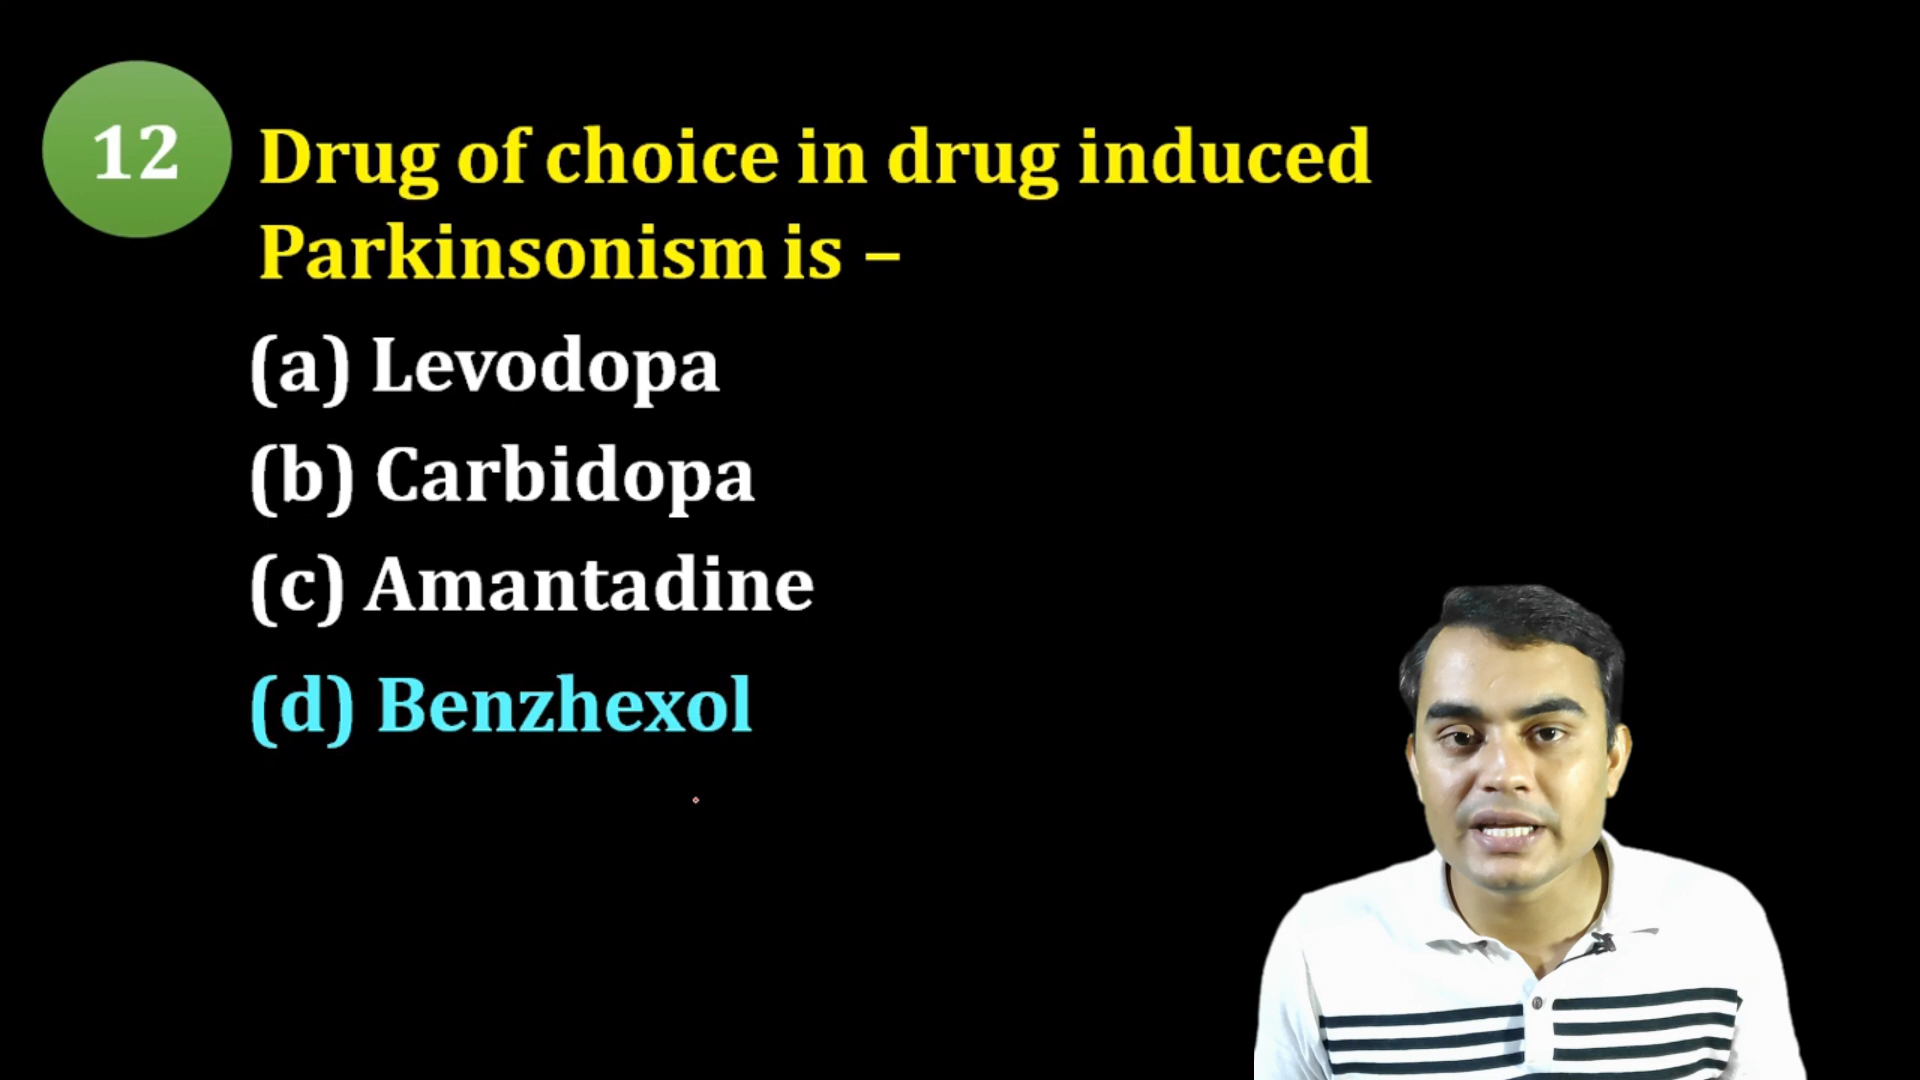 12
Drug of choice in drug induced
Parkinsonism is –
(a) Levodopa
(b) Carbidopa
(c) Amantadine
(d) Benzhexol